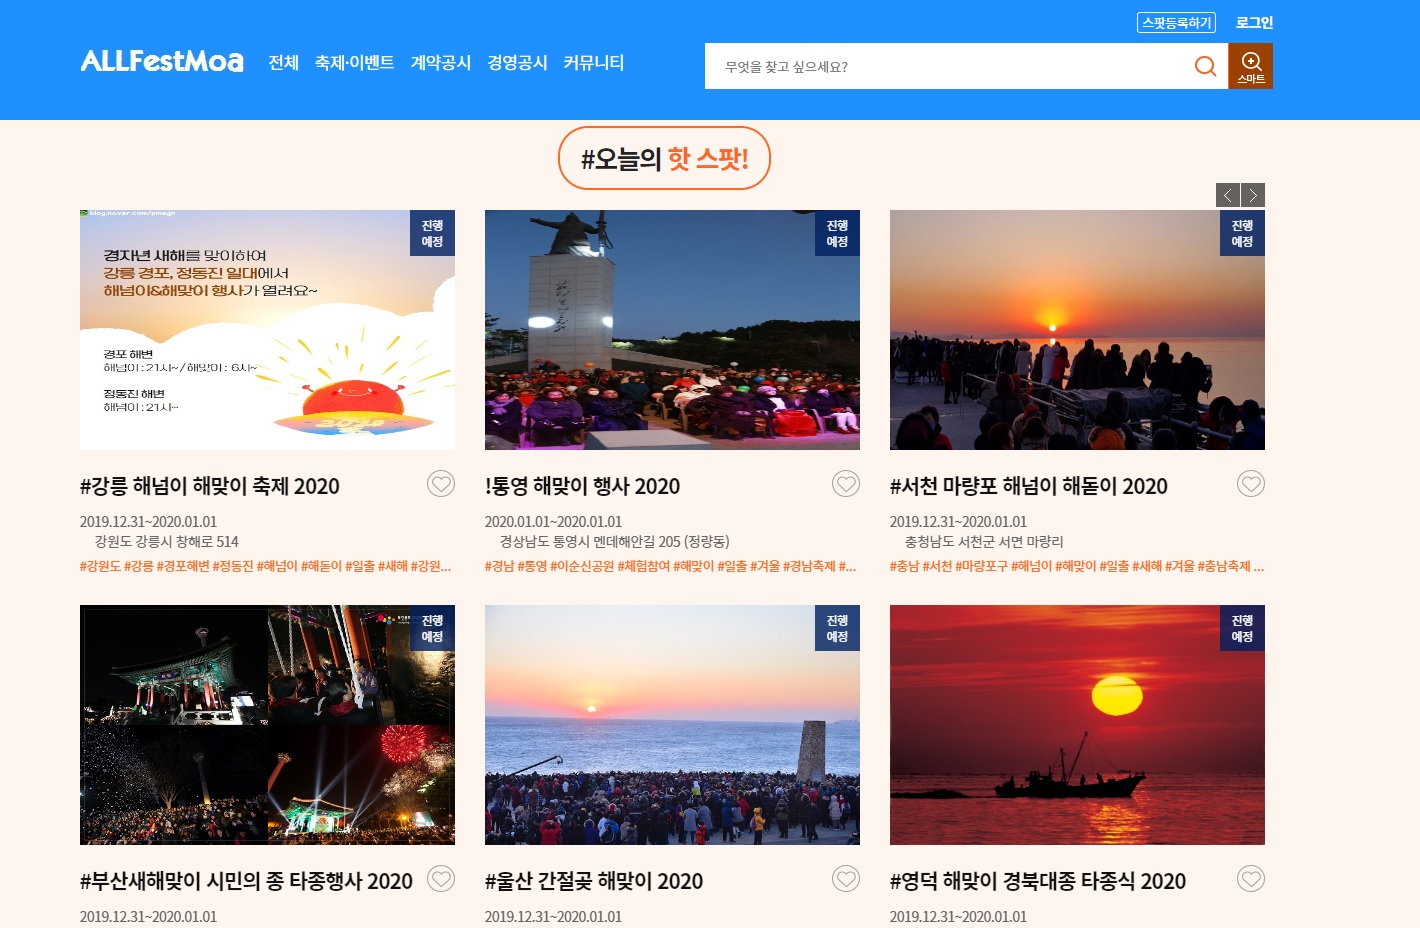 스팟등록하기 로그인
ALLFestMoa 전체 축제·이벤트 계약공시 경영공시 커뮤니티
무엇을 찾고 싶으세요?
스마트
#오늘의 핫 스팟!
blog.naver.com/pinegn
진행
예정
경자년 새해를 맞이하여
강릉 경포, 정동진 일대에서
해넘이&해맞이 행사가 열려요~
경포 해변
해넘이 : 21시~ / 해맞이 : 6시~
정동진 해변
해넘이 : 21시~
진행
예정
진행
예정
#강릉 해넘이 해맞이 축제 2020
2019.12.31~2020.01.01
강원도 강릉시 창해로 514
#강원도 #강릉 #경포해변 #정동진 #해넘이 #해돋이 #일출 #새해 #강원...
!통영 해맞이 행사 2020
2020.01.01~2020.01.01
경상남도 통영시 멘데해안길 205 (정량동)
#경남 #통영 #이순신공원 #체험참여 #해맞이 #일출 #겨울 #경남축제 #...
#서천 마량포 해넘이 해돋이 2020
2019.12.31~2020.01.01
충청남도 서천군 서면 마량리
#충남 #서천 #마량포구 #해넘이 #해맞이 #일출 #새해 #겨울 #충남축제 ...
진행
예정
진행
예정
진행
예정
#부산새해맞이 시민의 종 타종행사 2020
2019.12.31~2020.01.01
#울산 간절곶 해맞이 2020
2019.12.31~2020.01.01
#영덕 해맞이 경북대종 타종식 2020
2019.12.31~2020.01.01